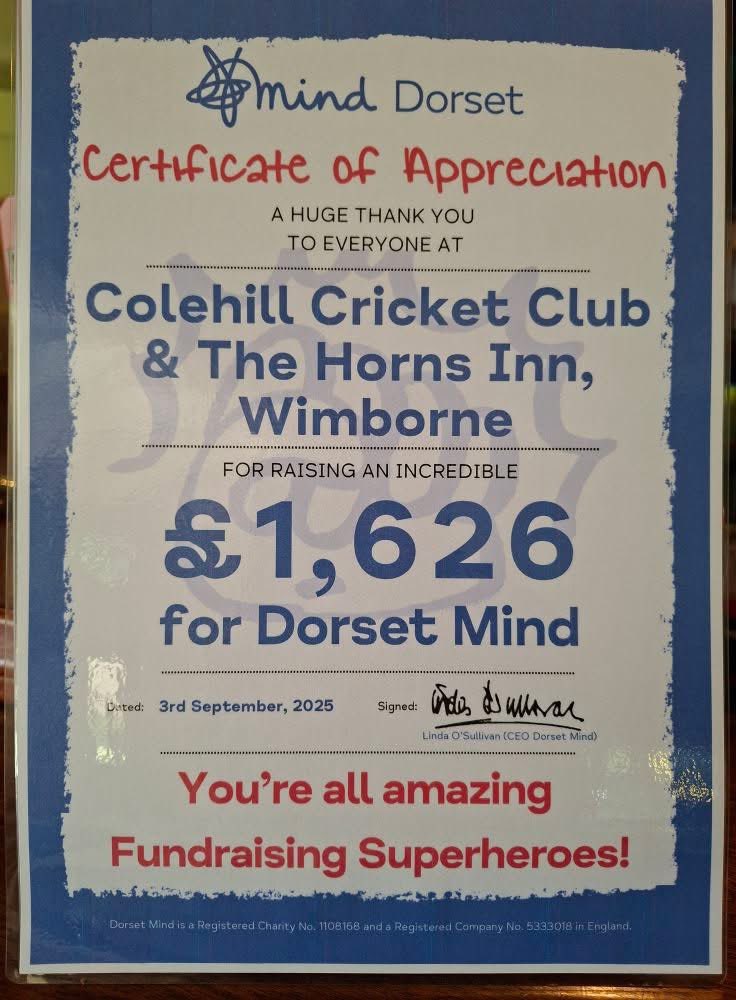 mind Dorset
Certificate of Appreciation
A HUGE THANK YOU
TO EVERYONE AT
Colehill Cricket Club
& The Horns Inn,
Wimborne
FOR RAISING AN INCREDIBLE
£1,626
for Dorset Mind
Dated: 3rd September, 2025 Signed: Linda O'Sullivan
Linda O'Sullivan (CEO Dorset Mind)
You're all amazing
Fundraising Superheroes!
Dorset Mind is a Registered Charity No. 1108168 and a Registered Company No. 5333018 in England.